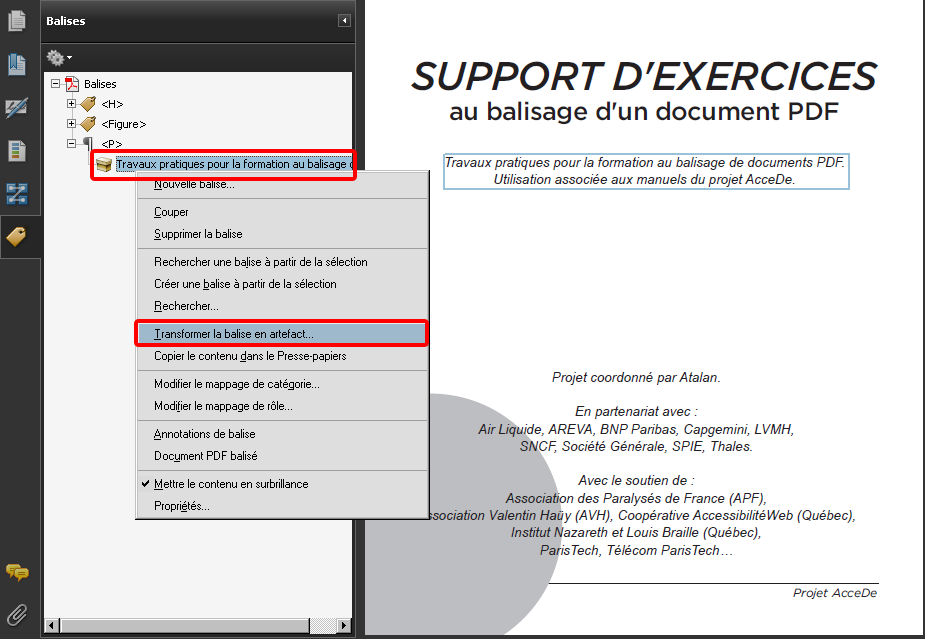 Balises
Balises
<H>
<Figure>
<P>
Travaux pratiques pour la formation au balisage d
Nouvelle balise...
Couper
Supprimer la balise
Rechercher une balise à partir de la sélection
Créer une balise à partir de la sélection
Rechercher...
Transformer la balise en artefact...
Copier le contenu dans le Presse-papiers
Modifier le mappage de catégorie...
Modifier le mappage de rôle...
Annotations de balise
Document PDF balisé
Mettre le contenu en surbrillance
Propriétés...
SUPPORT D'EXERCICES
au balisage d'un document PDF
Travaux pratiques pour la formation au balisage de documents PDF.
Utilisation associée aux manuels du projet AcceDe.
Projet coordonné par Atalan.
En partenariat avec :
Air Liquide, AREVA, BNP Paribas, Capgemini, LVMH,
SNCF, Société Générale, SPIE, Thales.
Avec le soutien de :
Association des Paralysés de France (APF),
ssociation Valentin Haüy (AVH), Coopérative AccessibilitéWeb (Québec),
Institut Nazareth et Louis Braille (Québec),
ParisTech, Télécom ParisTech…
Projet AcceDe